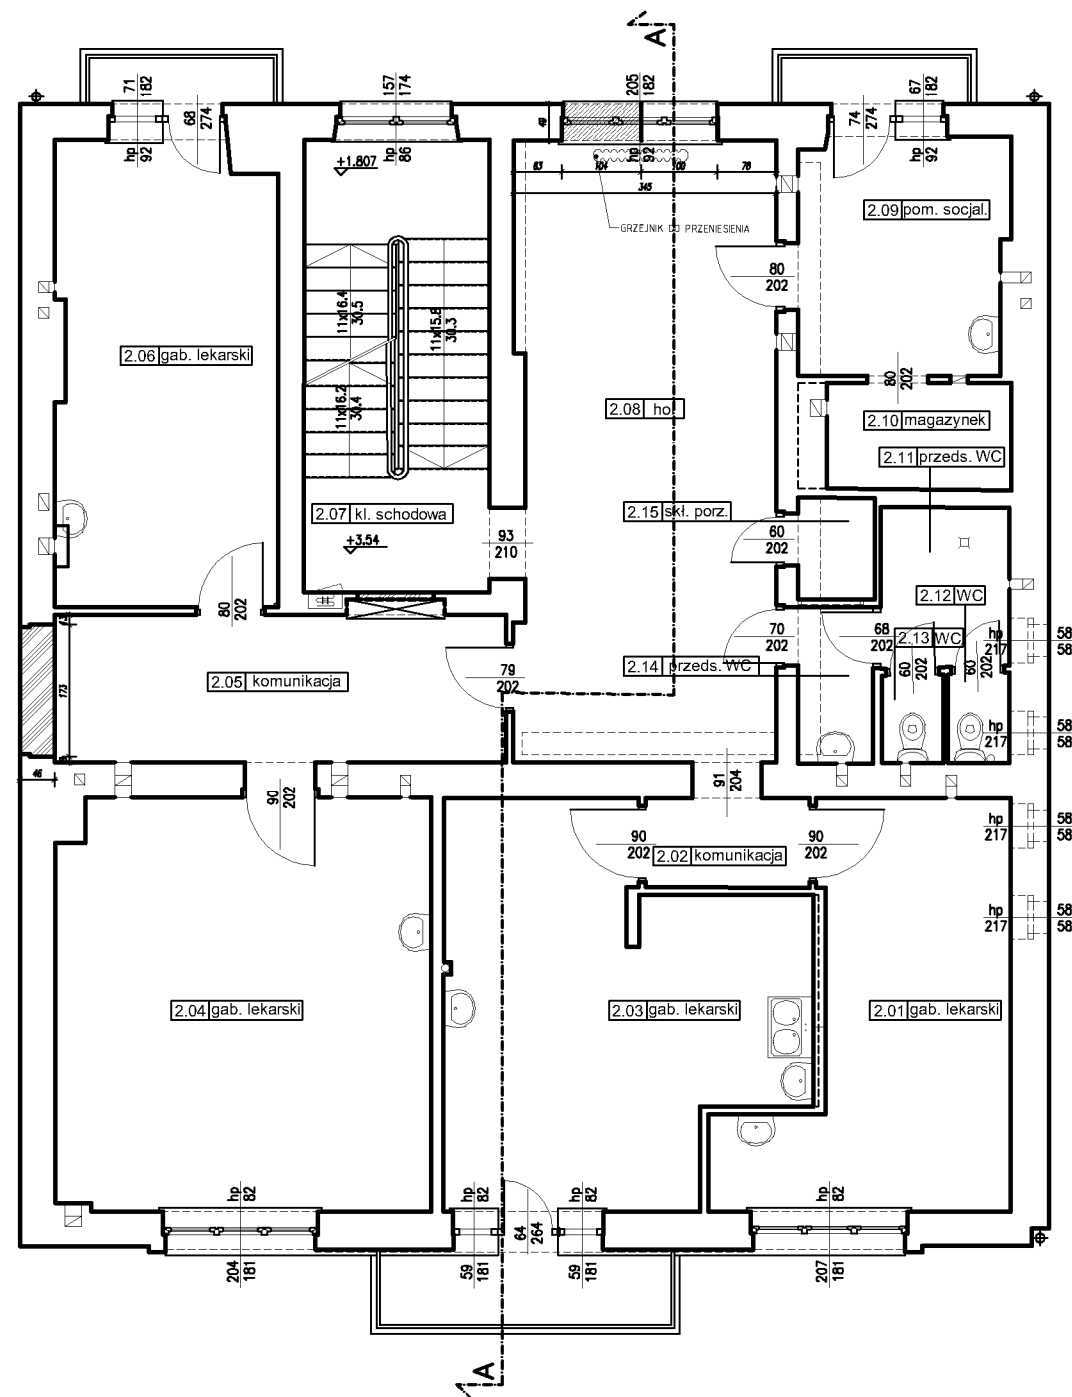 A
71
182
68
274
hp
92
157
174
hp
86
205
182
hp
92
49
63
104
100
78
345
67
182
74
274
hp
92
+1.807
GRZEJNIK DO PRZENIESIENIA
2.09 pom. socjal.
80
202
11x16.4
30.5
11x15.8
30.3
2.06 gab. lekarski
11x16.2
30.4
2.08 hol
80
202
2.10 magazynek
2.11 przeds. WC
2.07 kl. schodowa
2.15 skł. porz.
+3.54
93
210
60
202
80
202
2.12 WC
70
202
68
202
2.13 WC
hp
217
58
58
60
202
60
202
2.14 przeds. WC
2.05 komunikacja
79
202
173
hp
217
58
58
46
90
202
91
204
90
202
2.02 komunikacja
90
202
hp
217
58
58
hp
217
58
58
2.04 gab. lekarski
2.03 gab. lekarski
2.01 gab. lekarski
hp
82
hp
82
hp
82
hp
82
64
264
204
181
59
181
59
181
207
181
A